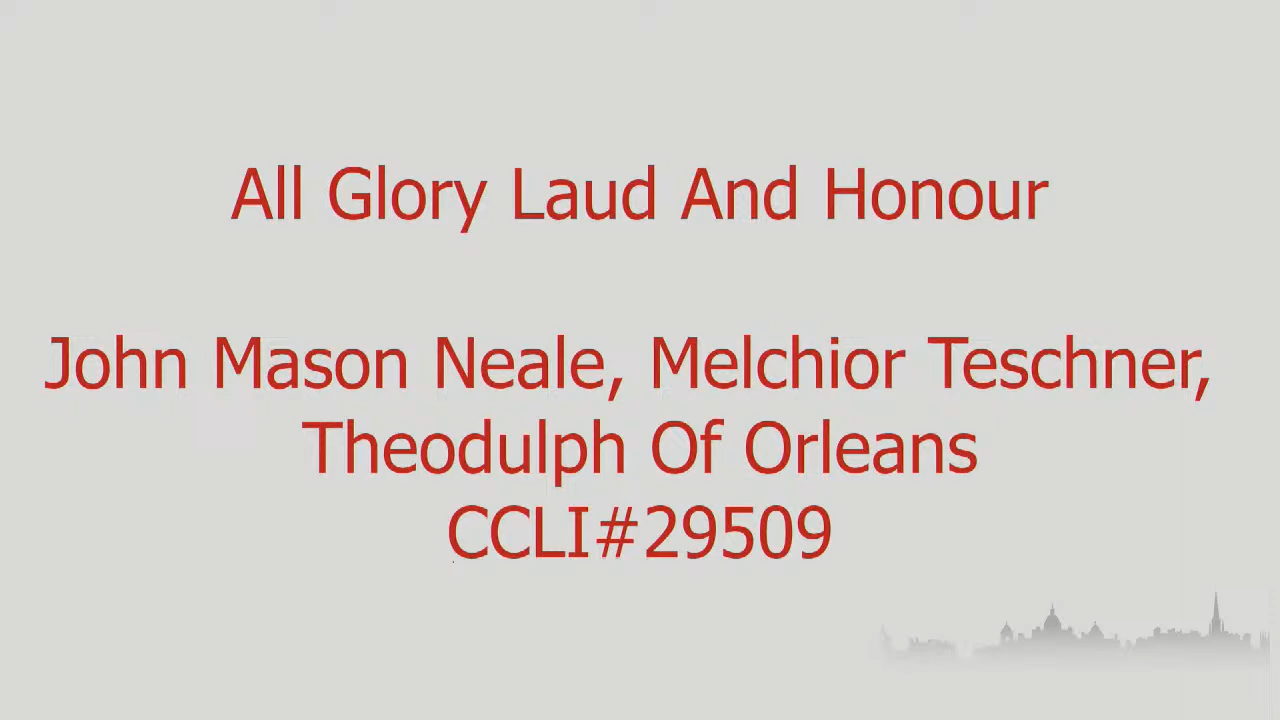 All Glory Laud And Honour
John Mason Neale, Melchior Teschner,
Theodulph Of Orleans
CCLI#29509